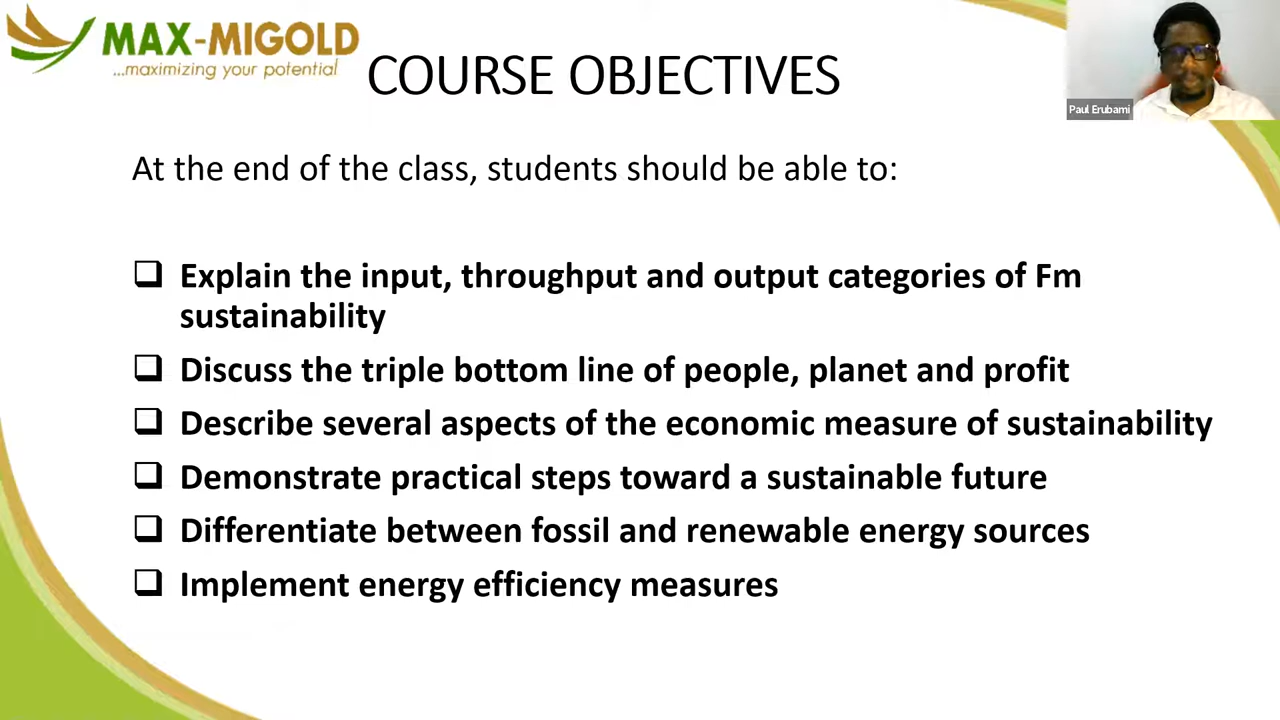 MAX-MIGOLD
...maximizing your potential
COURSE OBJECTIVES
Paul Erubami
At the end of the class, students should be able to:
❑ Explain the input, throughput and output categories of Fm
sustainability
❑ Discuss the triple bottom line of people, planet and profit
❑ Describe several aspects of the economic measure of sustainability
❑ Demonstrate practical steps toward a sustainable future
❑ Differentiate between fossil and renewable energy sources
❑ Implement energy efficiency measures